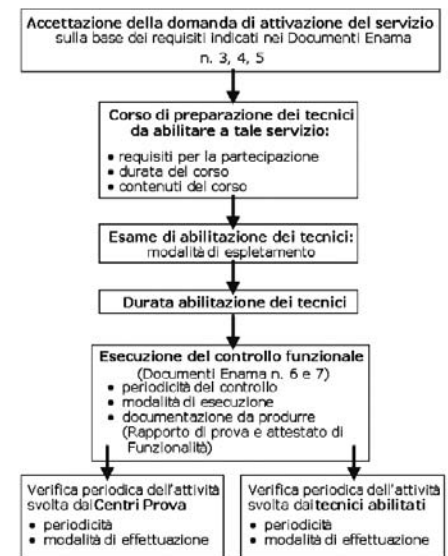 Accettazione della domanda di attivazione del servizio
sulla base dei requisiti indicati nei Documenti Enama
n. 3, 4, 5
Corso di preparazione dei tecnici
da abilitare a tale servizio:
• requisiti per la partecipazione
• durata del corso
• contenuti del corso
Esame di abilitazione dei tecnici:
modalità di espletamento
Durata abilitazione dei tecnici
Esecuzione del controllo funzionale
(Documenti Enama n. 6 e 7)
• periodicità del controllo
• modalità di esecuzione
• documentazione da produrre
(Rapporto di prova e attestato di
Funzionalità)
Verifica periodica dell'attività
svolta dai Centri Prova
• periodicità
• modalità di effettuazione
Verifica periodica dell'attività
svolta dai tecnici abilitati
• periodicità
• modalità di effettuazione